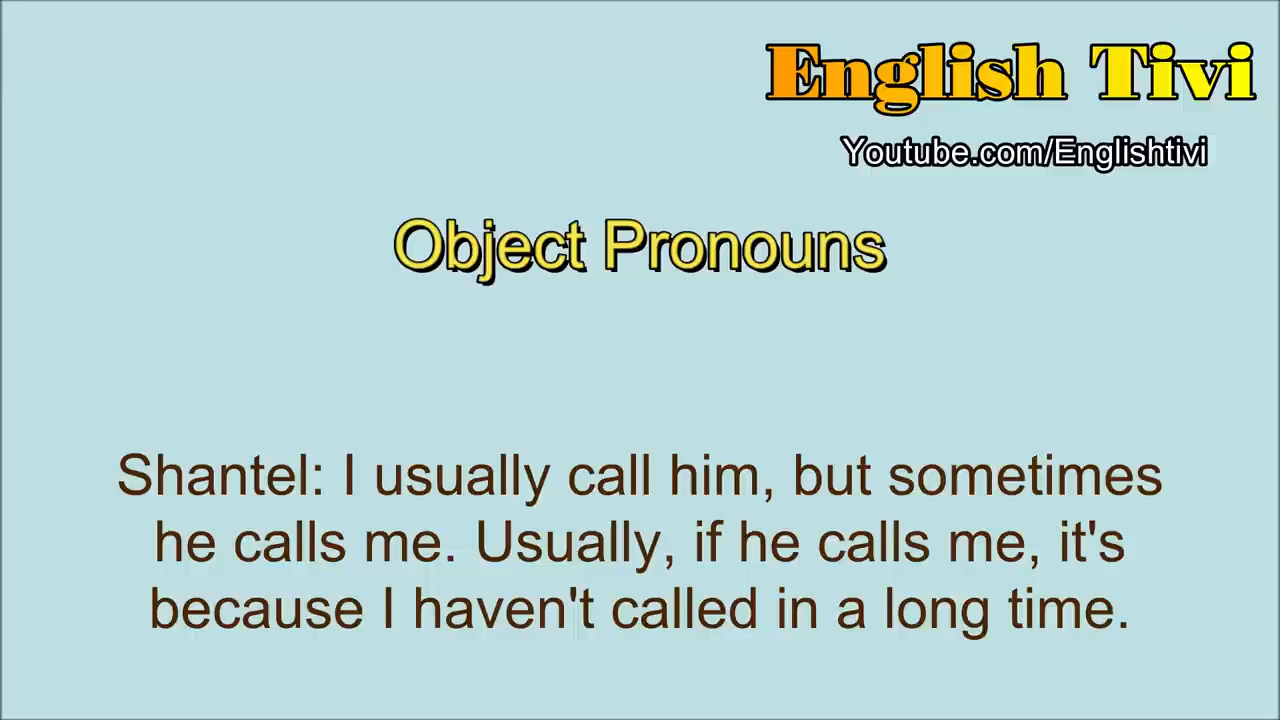 English Tivi
Youtube.com/Englishtivi
Object Pronouns
Shantel: I usually call him, but sometimes
he calls me. Usually, if he calls me, it's
because I haven't called in a long time.